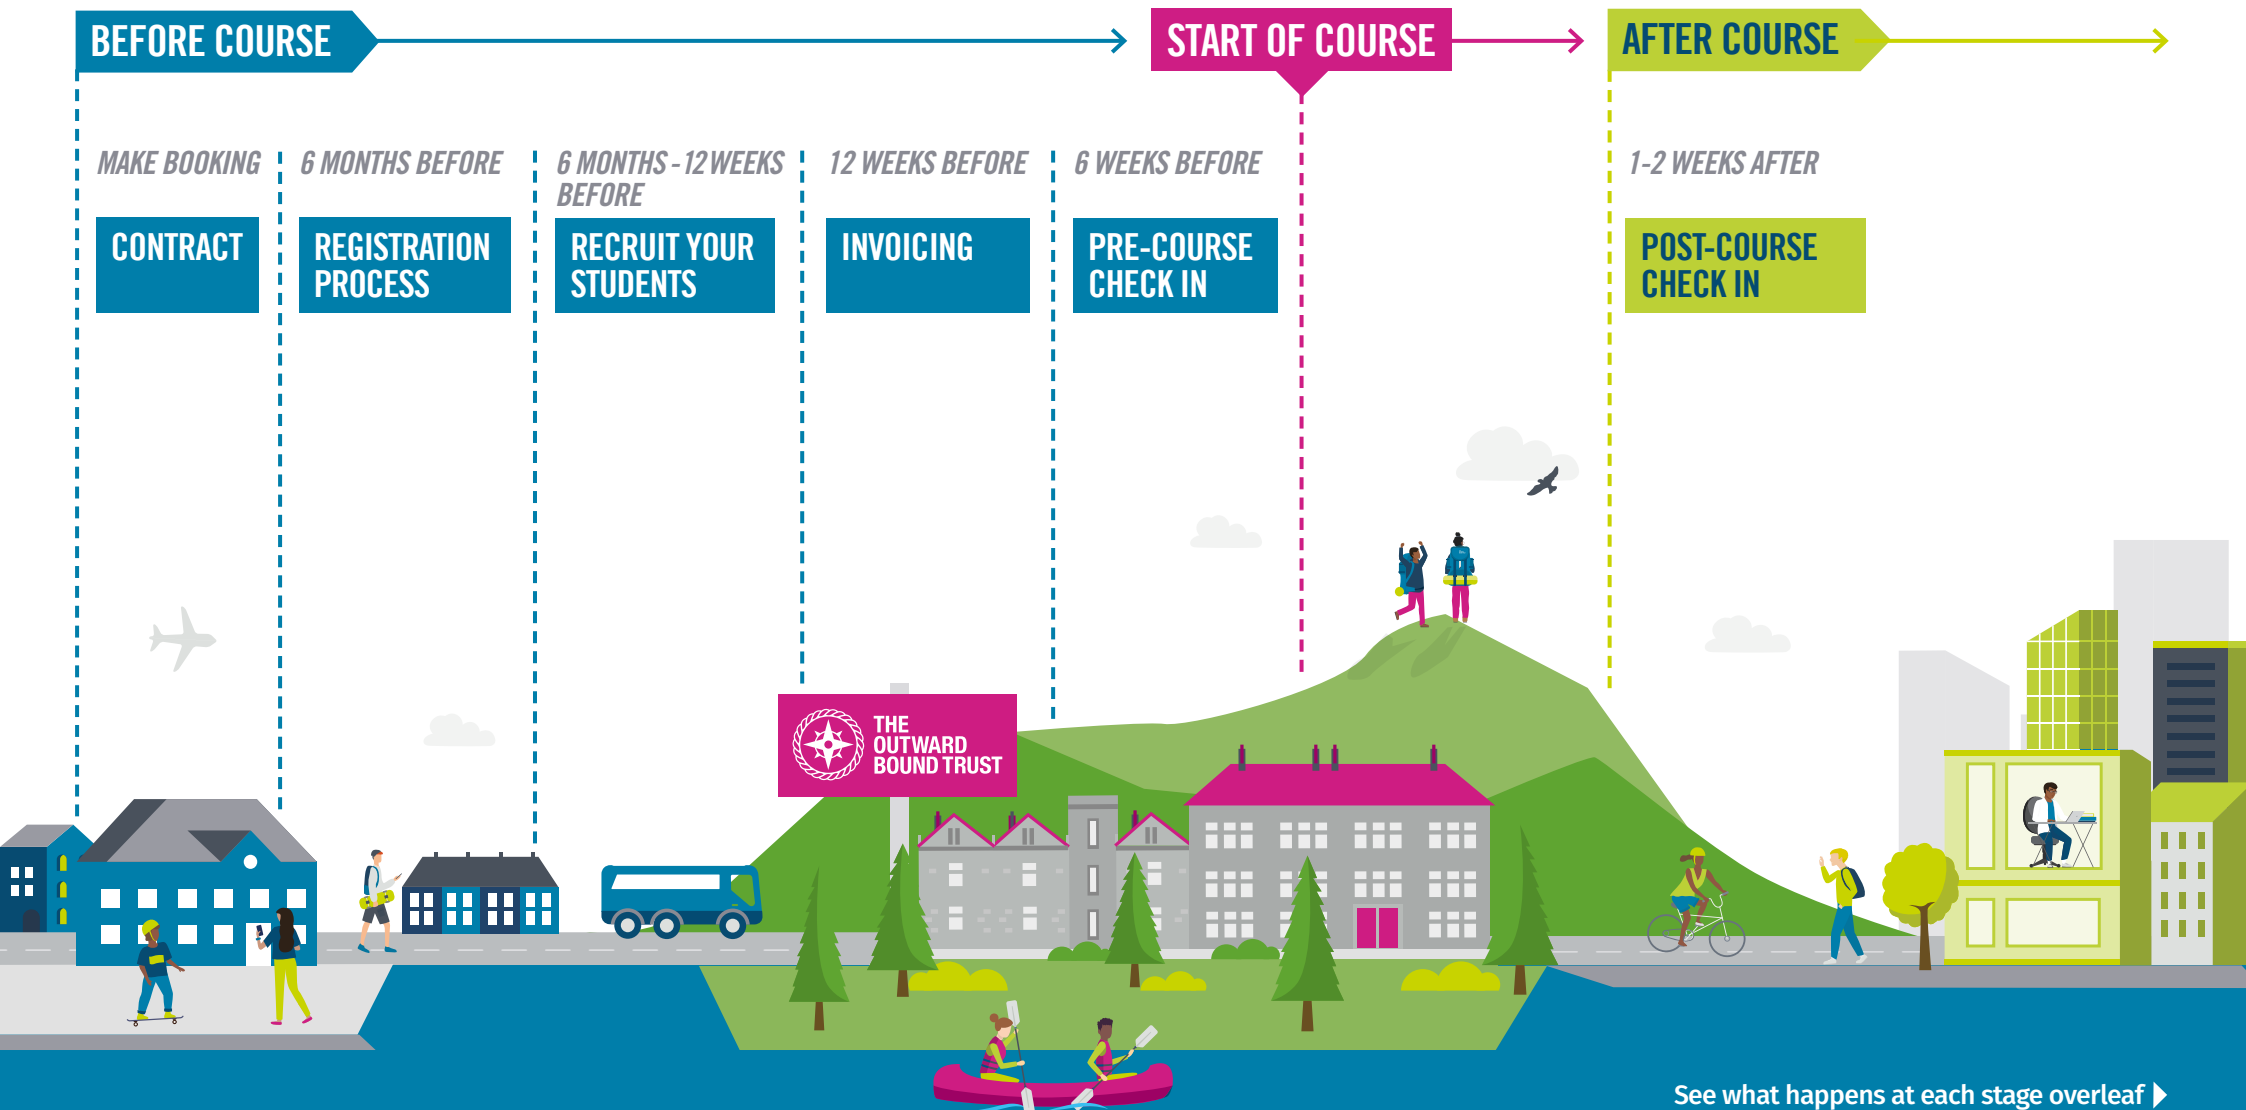 BEFORE COURSE
START OF COURSE
AFTER COURSE
MAKE BOOKING
CONTRACT
6 MONTHS BEFORE
REGISTRATION
PROCESS
6 MONTHS - 12 WEEKS
BEFORE
RECRUIT YOUR
STUDENTS
12 WEEKS BEFORE
INVOICING
6 WEEKS BEFORE
PRE-COURSE
CHECK IN
1-2 WEEKS AFTER
POST-COURSE
CHECK IN
THE
OUTWARD
BOUND TRUST
See what happens at each stage overleaf